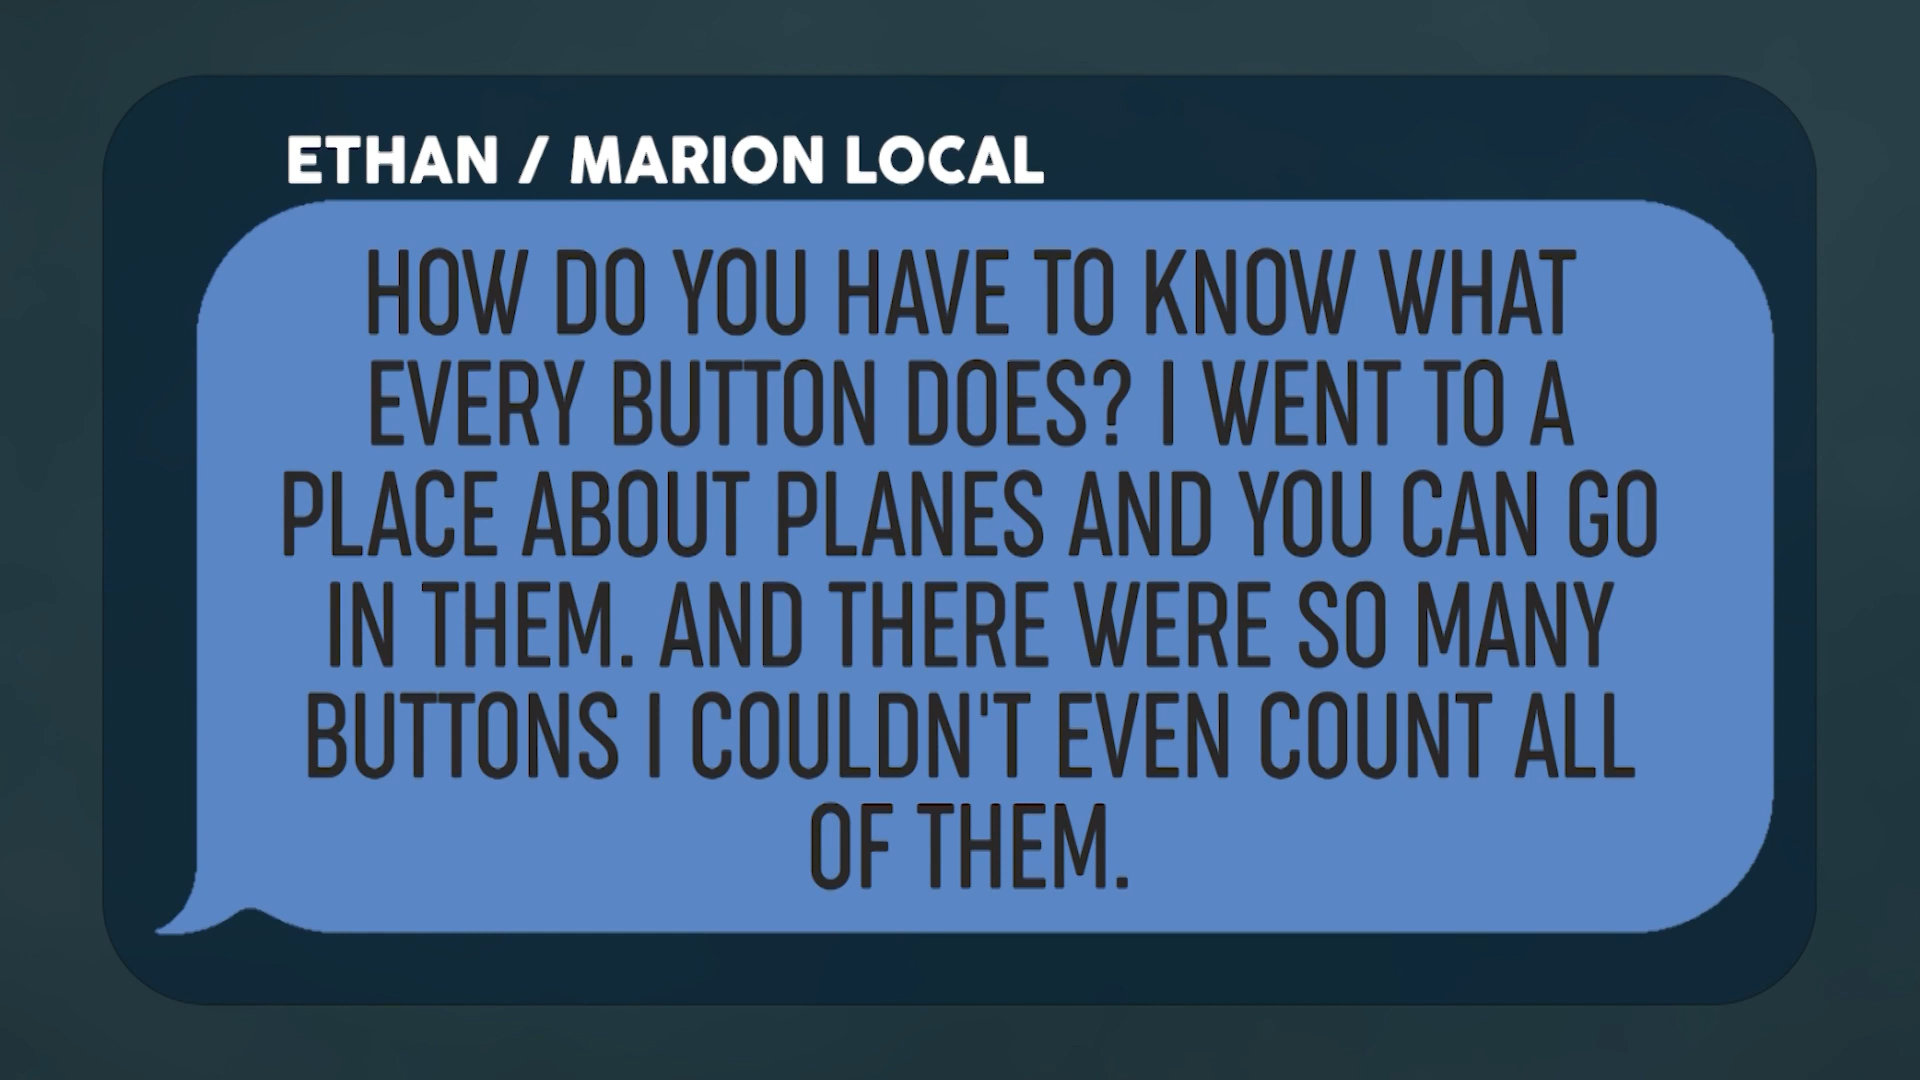 ETHAN / MARION LOCAL
HOW DO YOU HAVE TO KNOW WHAT
EVERY BUTTON DOES? I WENT TO A
PLACE ABOUT PLANES AND YOU CAN GO
IN THEM. AND THERE WERE SO MANY
BUTTONS I COULDN'T EVEN COUNT ALL
OF THEM.